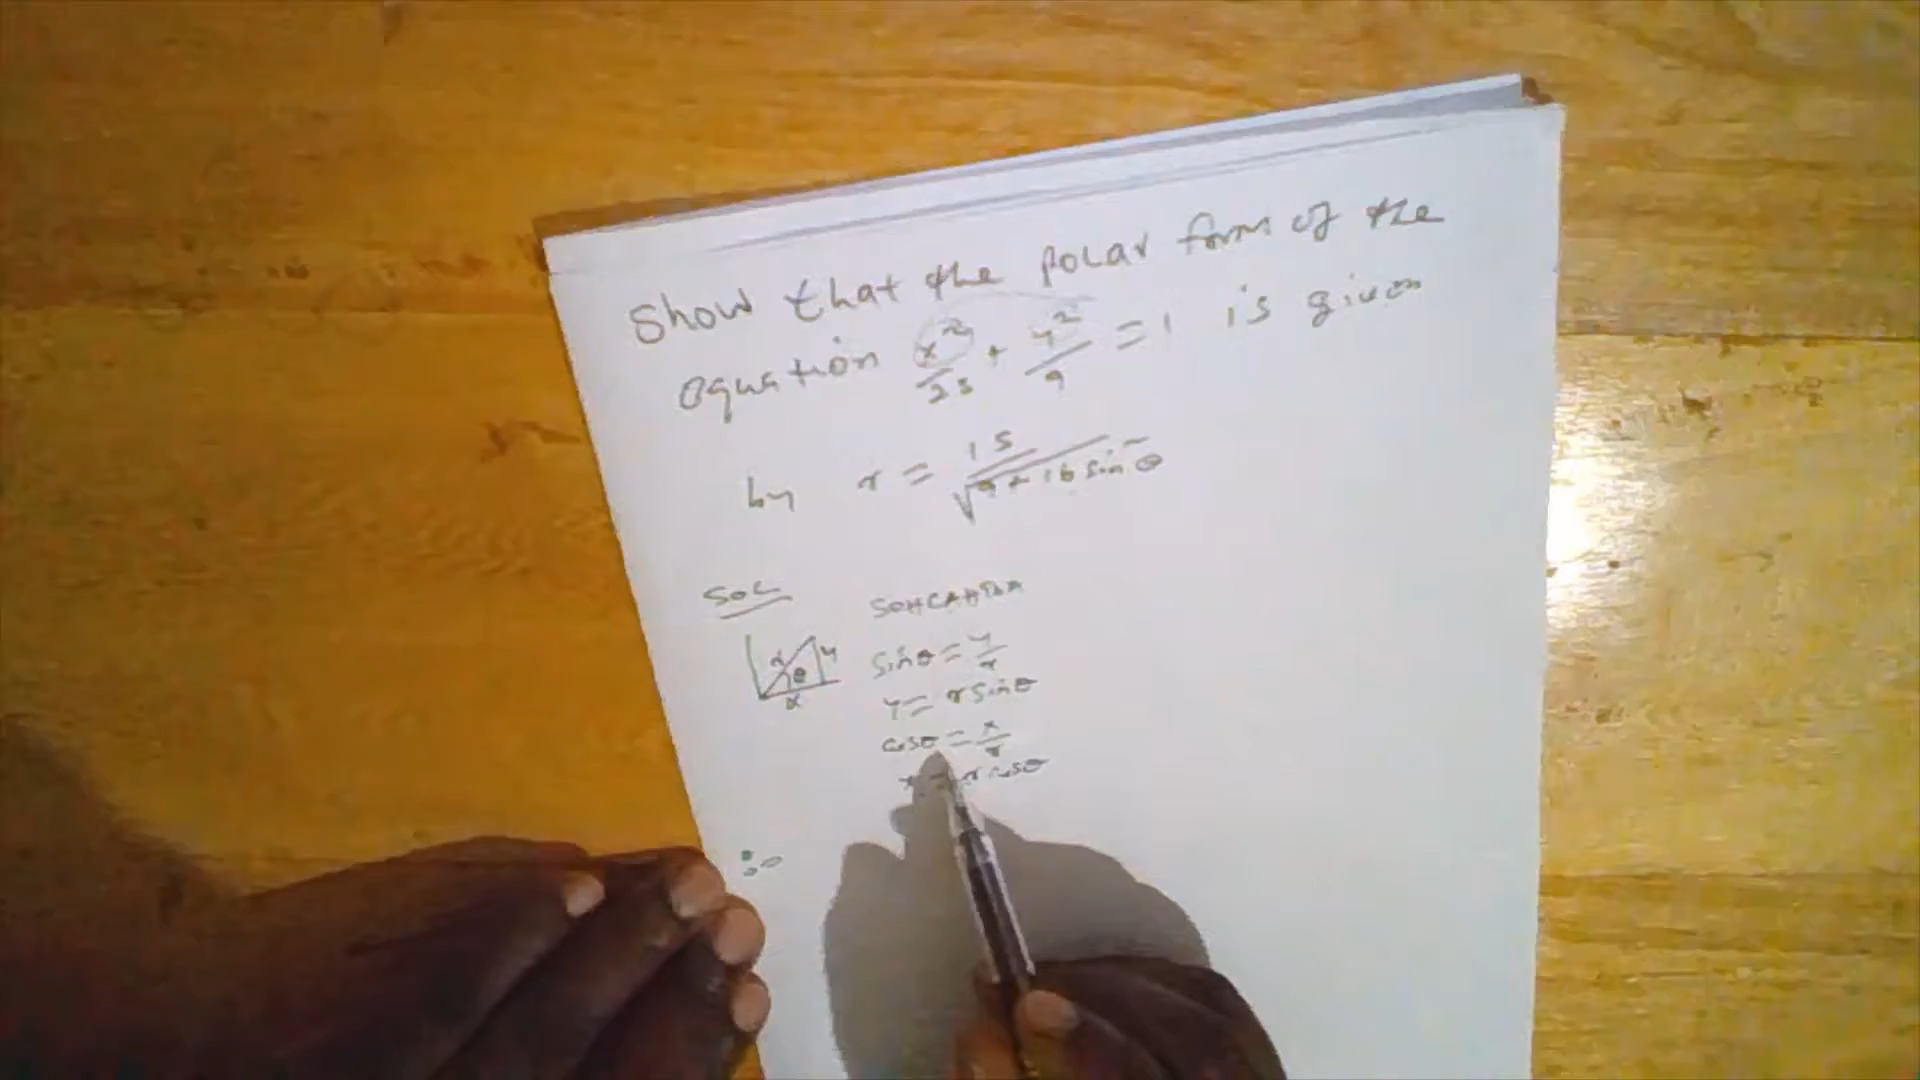 Show that the polar form of the
equation x²/25 + y²/9 = 1 is given
by r = 15/√(9+16 sin²θ)
SOL
SOHCAHTOA
r y
θ
x
sinθ = y/r
y = r sinθ
cosθ = x/r
x = r cosθ
∴